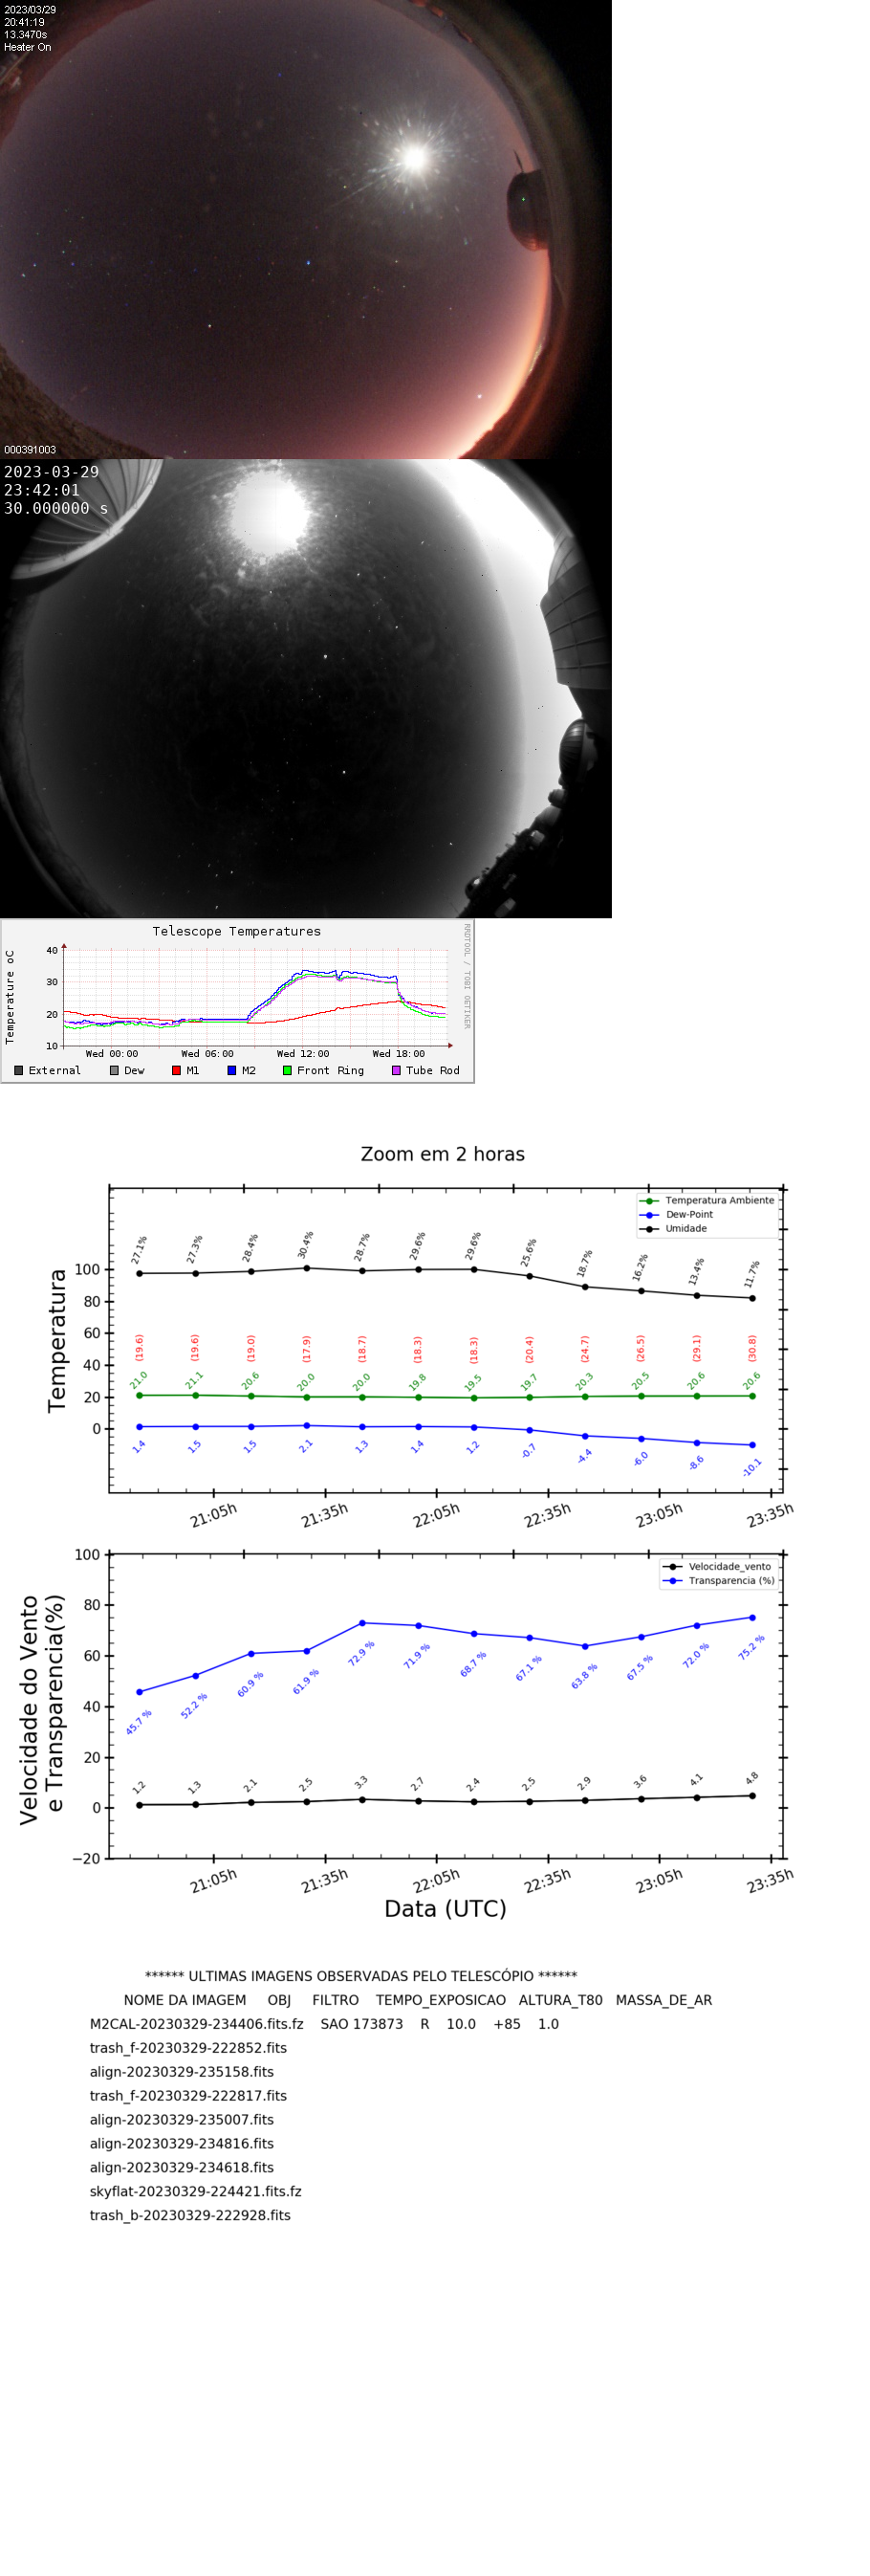 2023/03/29
20:41:19
13.3470s
Heater On
000391003
2023-03-29
23:42:01
30.000000 s
Telescope Temperatures
RRDTOOL / TOBI OETIKER
Temperature oC
40
30
20
10
Wed 00:00 Wed 06:00 Wed 12:00 Wed 18:00
External Dew M1 M2 Front Ring Tube Rod
Zoom em 2 horas
Temperatura Ambiente
Dew-Point
Umidade
Temperatura
100
80
60
40
20
0
27.1% 27.3% 28.4% 30.4% 28.7% 29.6% 29.6% 25.6% 18.7% 16.2% 13.4% 11.7%
(19.6) (19.6) (19.0) (17.9) (18.7) (18.3) (18.3) (20.4) (24.7) (26.5) (29.1) (30.8)
21.0 21.1 20.6 20.0 20.0 19.8 19.5 19.7 20.3 20.5 20.6 20.6
1.4 1.5 1.5 2.1 1.3 1.4 1.2 -0.7 -4.4 -6.0 -8.6 -10.1
21:05h 21:35h 22:05h 22:35h 23:05h 23:35h
Velocidade_vento
Transparencia (%)
Velocidade do Vento
e Transparencia(%)
100
80
60
40
20
0
−20
45.7 % 52.2 % 60.9 % 61.9 % 72.9 % 71.9 % 68.7 % 67.1 % 63.8 % 67.5 % 72.0 % 75.2 %
1.2 1.3 2.1 2.5 3.3 2.7 2.4 2.5 2.9 3.6 4.1 4.8
21:05h 21:35h 22:05h 22:35h 23:05h 23:35h
Data (UTC)
****** ULTIMAS IMAGENS OBSERVADAS PELO TELESCÓPIO ******
NOME DA IMAGEM OBJ FILTRO TEMPO_EXPOSICAO ALTURA_T80 MASSA_DE_AR
M2CAL-20230329-234406.fits.fz SAO 173873 R 10.0 +85 1.0
trash_f-20230329-222852.fits
align-20230329-235158.fits
trash_f-20230329-222817.fits
align-20230329-235007.fits
align-20230329-234816.fits
align-20230329-234618.fits
skyflat-20230329-224421.fits.fz
trash_b-20230329-222928.fits